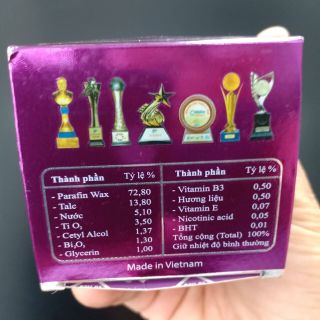 Thành phần Tỷ lệ %
- Parafin Wax 72,80
- Talc 13,80
- Nước 5,10
- Ti O₂ 3,50
- Cetyl Alcol 1,37
- Bi₂O₃ 1,30
- Glycerin 1,00
Thành phần Tỷ lệ %
- Vitamin B3 0,50
- Hương liệu 0,50
- Vitamin E 0,07
- Nicotinic acid 0,05
- BHT 0,01
Tổng cộng (Total) 100%
Giữ nhiệt độ bình thường
Made in Vietnam